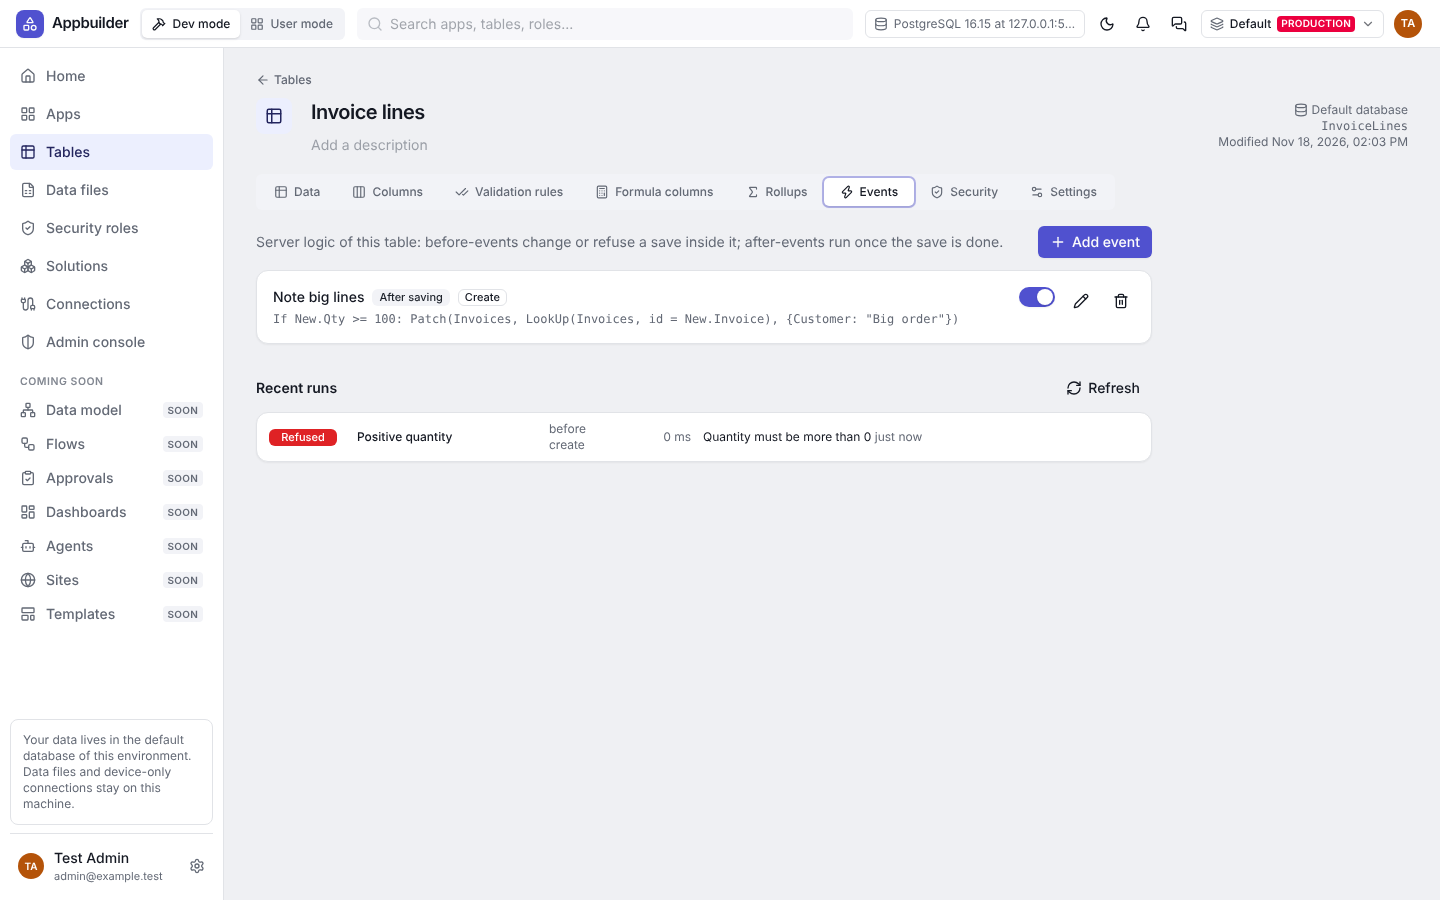 Appbuilder
Dev mode
User mode
Search apps, tables, roles...
PostgreSQL 16.15 at 127.0.0.1:5...
Default PRODUCTION
TA
Home
Apps
Tables
Data files
Security roles
Solutions
Connections
Admin console
COMING SOON
Data model SOON
Flows SOON
Approvals SOON
Dashboards SOON
Agents SOON
Sites SOON
Templates SOON
Your data lives in the default
database of this environment.
Data files and device-only
connections stay on this
machine.
TA
Test Admin
admin@example.test
Tables
Invoice lines
Add a description
Default database
InvoiceLines
Modified Nov 18, 2026, 02:03 PM
Data
Columns
Validation rules
Formula columns
Rollups
Events
Security
Settings
Server logic of this table: before-events change or refuse a save inside it; after-events run once the save is done.
Add event
Note big lines After saving Create
If New.Qty >= 100: Patch(Invoices, LookUp(Invoices, id = New.Invoice), {Customer: "Big order"})
Recent runs
Refresh
Refused Positive quantity
before
create
0 ms Quantity must be more than 0 just now